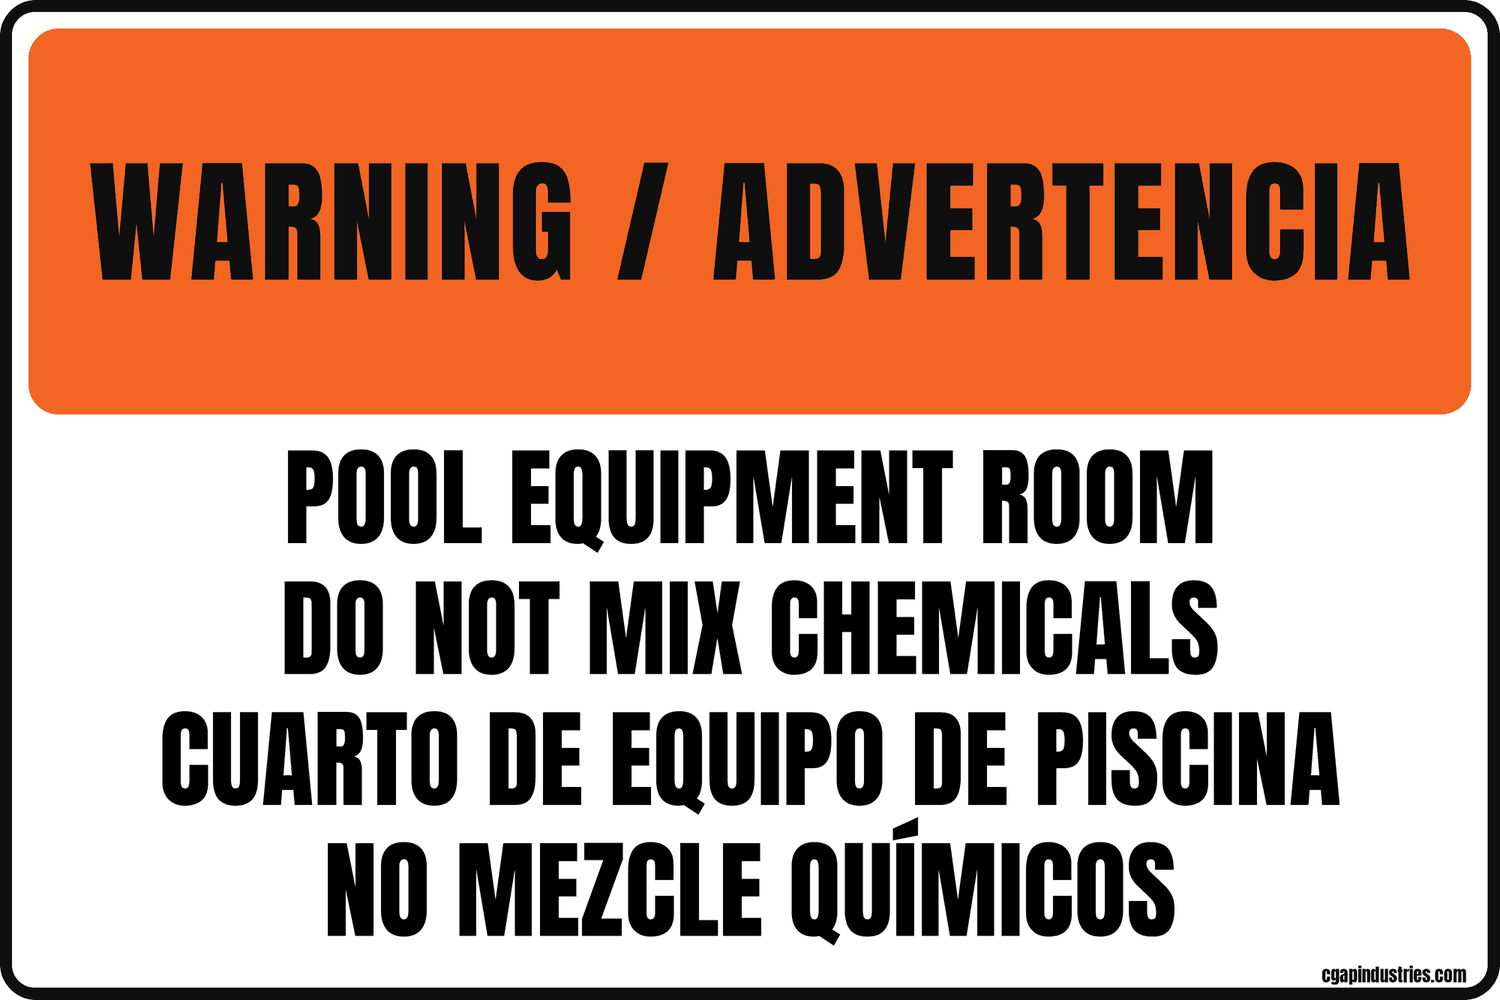 WARNING / ADVERTENCIA
POOL EQUIPMENT ROOM
DO NOT MIX CHEMICALS
CUARTO DE EQUIPO DE PISCINA
NO MEZCLE QUÍMICOS
cgapindustries.com